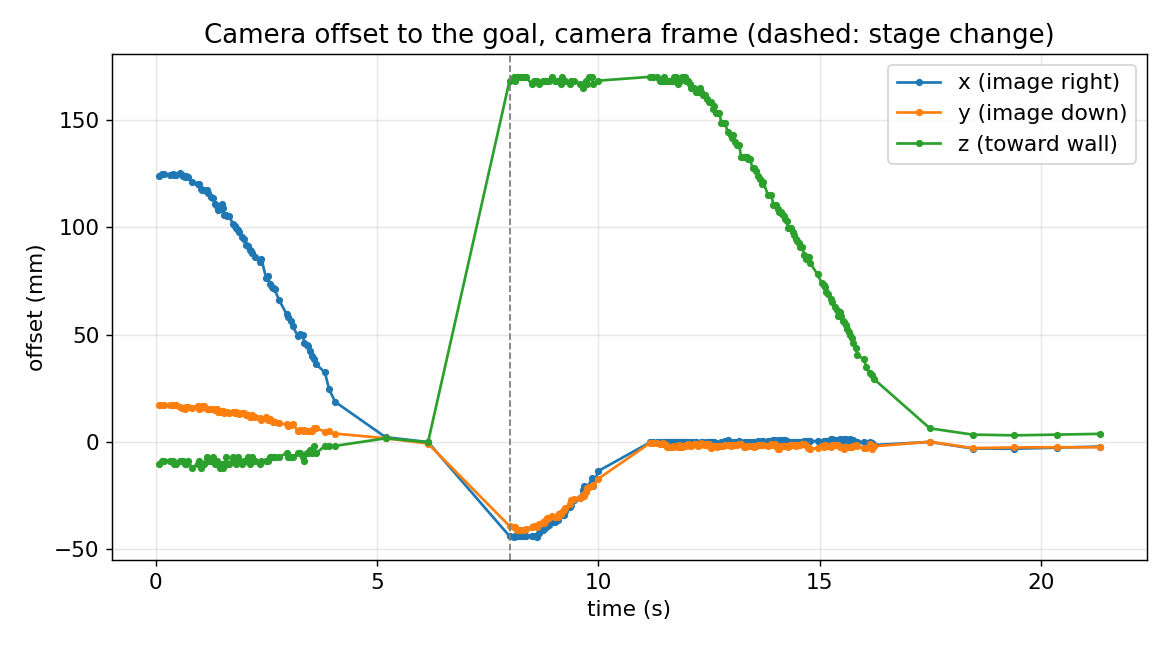 Camera offset to the goal, camera frame (dashed: stage change)
x (image right)
y (image down)
z (toward wall)
offset (mm)
150
100
50
0
−50
0
5
10
15
20
time (s)